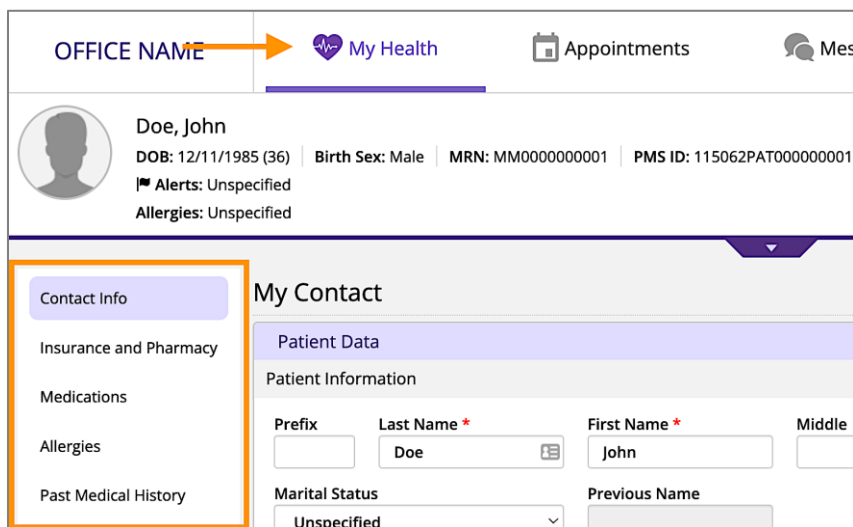 OFFICE NAME My Health Appointments Mes
Doe, John
DOB: 12/11/1985 (36) Birth Sex: Male MRN: MM0000000001 PMS ID: 115062PAT000000001
Alerts: Unspecified
Allergies: Unspecified
Contact Info
Insurance and Pharmacy
Medications
Allergies
Past Medical History
My Contact
Patient Data
Patient Information
Prefix Last Name * First Name * Middle
Doe John
Marital Status Previous Name
Unspecified